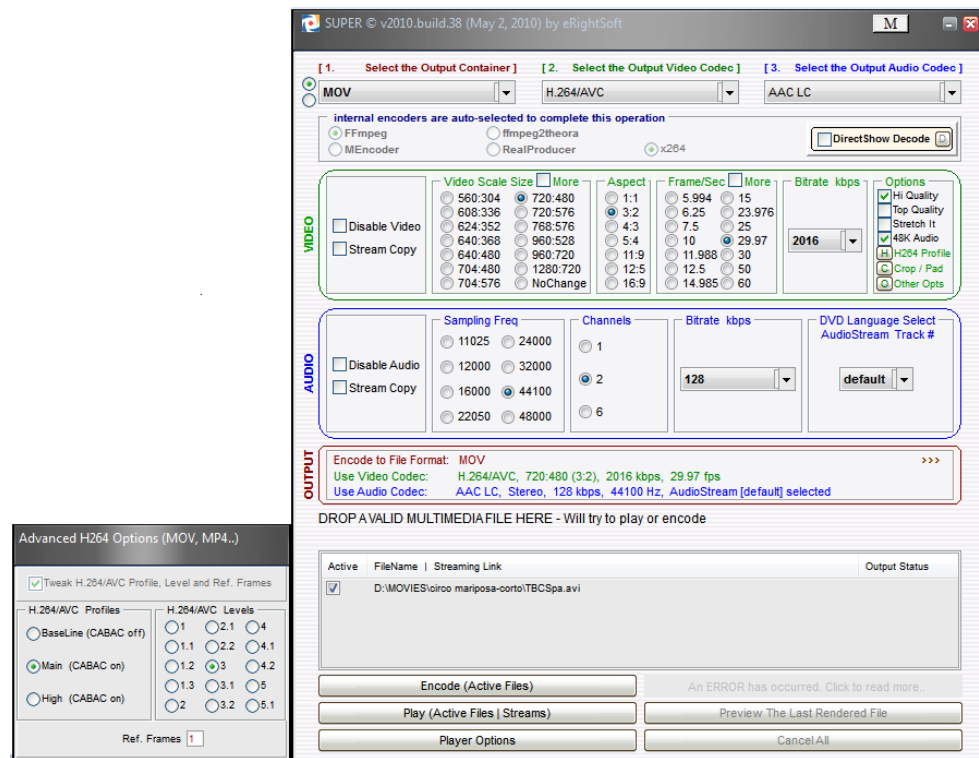 SUPER © v2010.build.38 (May 2, 2010) by eRightSoft
M
[ 1. Select the Output Container ] [ 2. Select the Output Video Codec ] [ 3. Select the Output Audio Codec ]
MOV H.264/AVC AAC LC
internal encoders are auto-selected to complete this operation
FFmpeg ffmpeg2theora
MEncoder RealProducer x264
DirectShow Decode D
VIDEO
Disable Video
Stream Copy
Video Scale Size More
560:304 720:480
608:336 720:576
624:352 768:576
640:368 960:528
640:480 960:720
704:480 1280:720
704:576 NoChange
Aspect
1:1
3:2
4:3
5:4
11:9
12:5
16:9
Frame/Sec More
5.994 15
6.25 23.976
7.5 25
10 29.97
11.988 30
12.5 50
14.985 60
Bitrate kbps
2016
Options
Hi Quality
Top Quality
Stretch It
48K Audio
H H264 Profile
C Crop / Pad
O Other Opts
AUDIO
Disable Audio
Stream Copy
Sampling Freq
11025 24000
12000 32000
16000 44100
22050 48000
Channels
1
2
6
Bitrate kbps
128
DVD Language Select
AudioStream Track #
default
OUTPUT
Encode to File Format: MOV >>>
Use Video Codec: H.264/AVC, 720:480 (3:2), 2016 kbps, 29.97 fps
Use Audio Codec: AAC LC, Stereo, 128 kbps, 44100 Hz, AudioStream [default] selected
DROP A VALID MULTIMEDIA FILE HERE - Will try to play or encode
Active FileName | Streaming Link Output Status
D:\MOVIES\circo mariposa-corto\TBCSpa.avi
Encode (Active Files) An ERROR has occurred. Click to read more..
Play (Active Files | Streams) Preview The Last Rendered File
Player Options Cancel All
Advanced H264 Options (MOV, MP4..)
Tweak H.264/AVC Profile, Level and Ref. Frames
H.264/AVC Profiles
BaseLine (CABAC off)
Main (CABAC on)
High (CABAC on)
H.264/AVC Levels
1 2.1 4
1.1 2.2 4.1
1.2 3 4.2
1.3 3.1 5
2 3.2 5.1
Ref. Frames 1